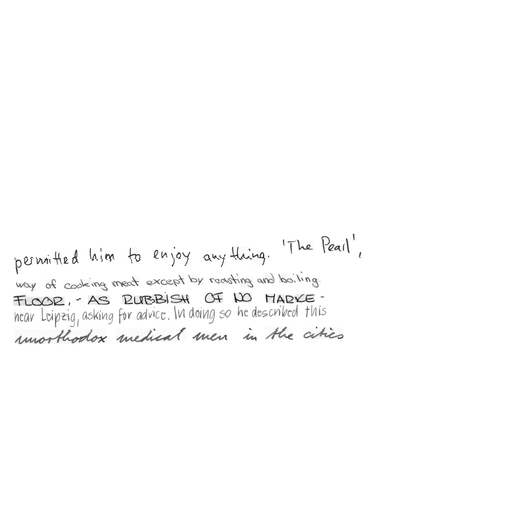 permitted him to enjoy anything. 'The Pearl',
way of cooking meat except by roasting and boiling.
FLOOR. - AS RUBBISH OF NO MARKE-
near Leipzig, asking for advice. In doing so he described this
unorthodox medical men in the cities